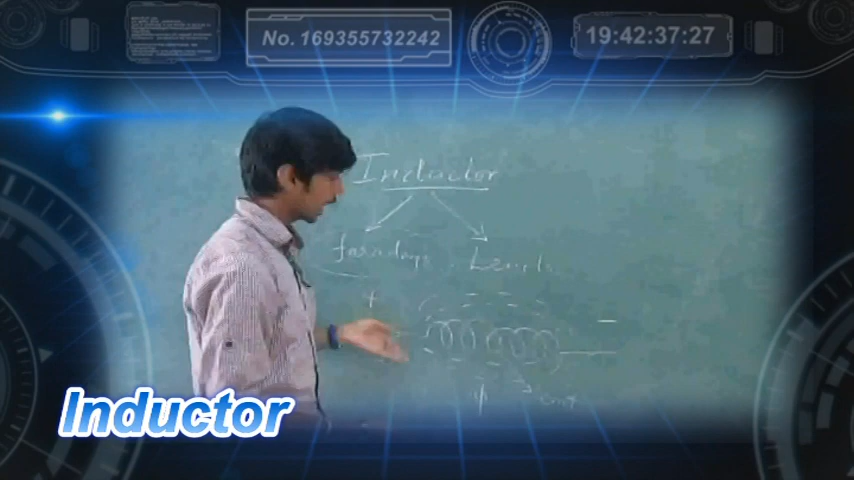 No. 169355732242
19:42:37:27
Inductor
faradays Lenz's
+ −
ϕ
Inductor